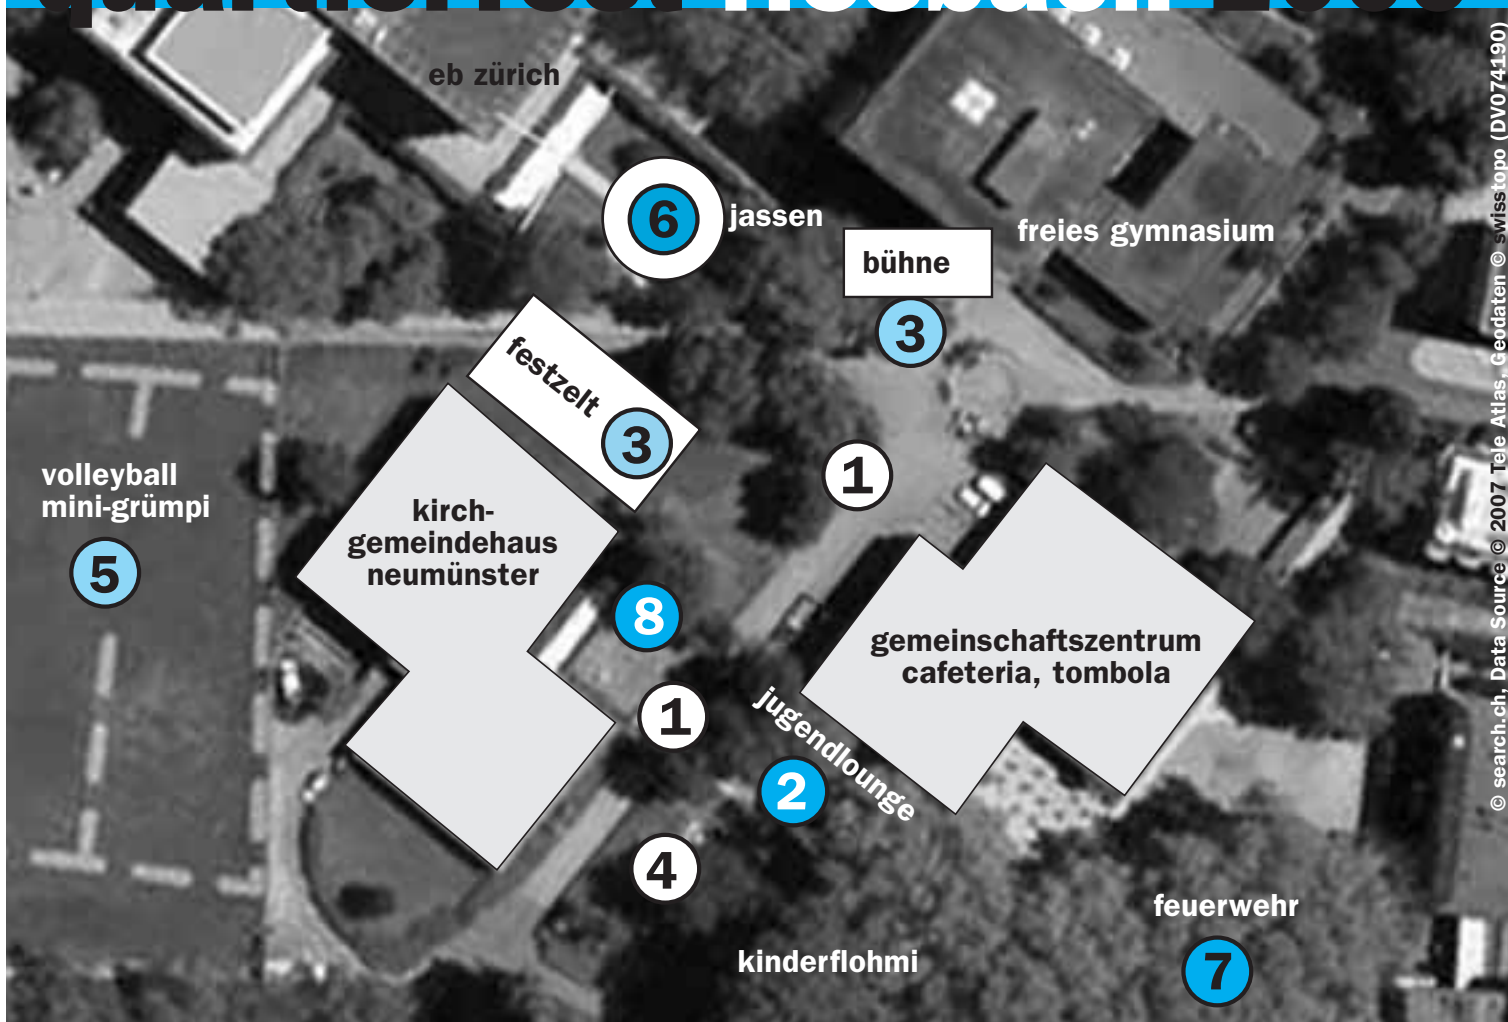 quartierfest riesbach
eb zürich
6
jassen
bühne
3
freies gymnasium
festzelt
3
volleyball
mini-grümpi
5
kirch-
gemeindehaus
neumünster
1
8
gemeinschaftszentrum
cafeteria, tombola
1
jugendlounge
2
4
kinderflohmi
feuerwehr
7
© search.ch, Data Source © 2007 Tele Atlas, Geodaten © swisstopo (DV074190)